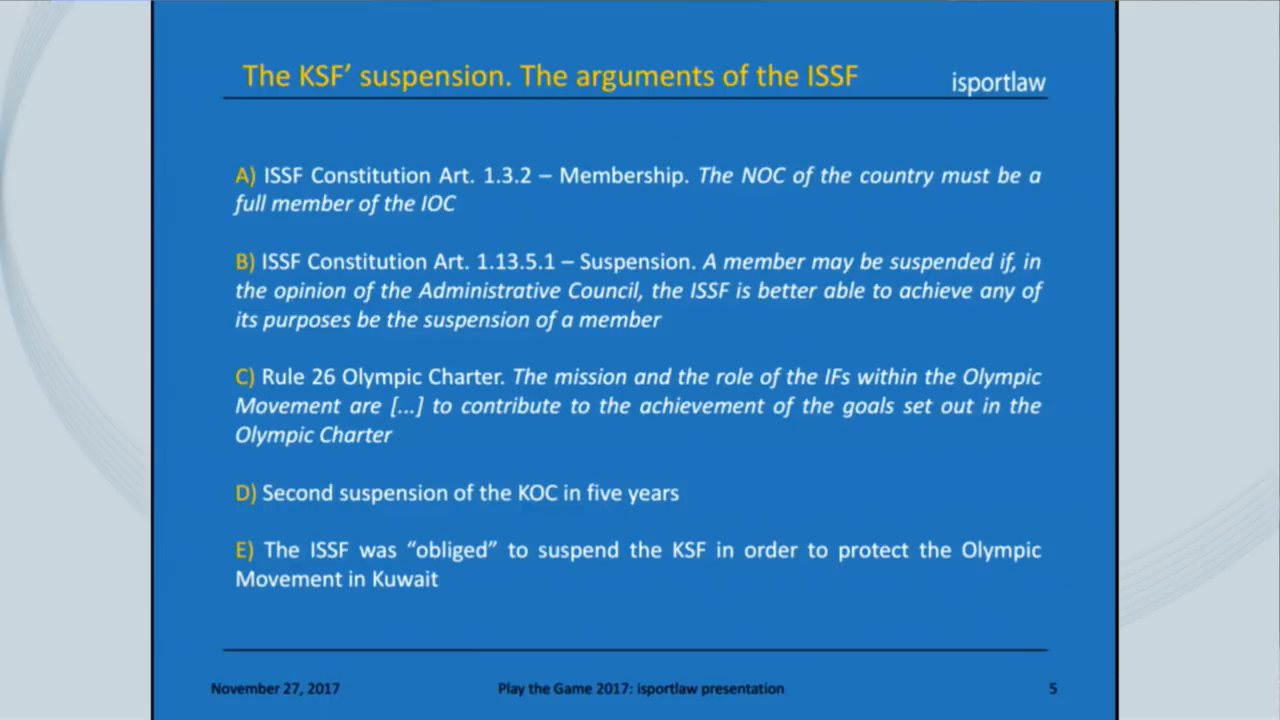 The KSF’ suspension. The arguments of the ISSF
isportlaw
A) ISSF Constitution Art. 1.3.2 – Membership. The NOC of the country must be a
full member of the IOC
B) ISSF Constitution Art. 1.13.5.1 – Suspension. A member may be suspended if, in
the opinion of the Administrative Council, the ISSF is better able to achieve any of
its purposes be the suspension of a member
C) Rule 26 Olympic Charter. The mission and the role of the IFs within the Olympic
Movement are [...] to contribute to the achievement of the goals set out in the
Olympic Charter
D) Second suspension of the KOC in five years
E) The ISSF was “obliged” to suspend the KSF in order to protect the Olympic
Movement in Kuwait
November 27, 2017
Play the Game 2017: isportlaw presentation
5